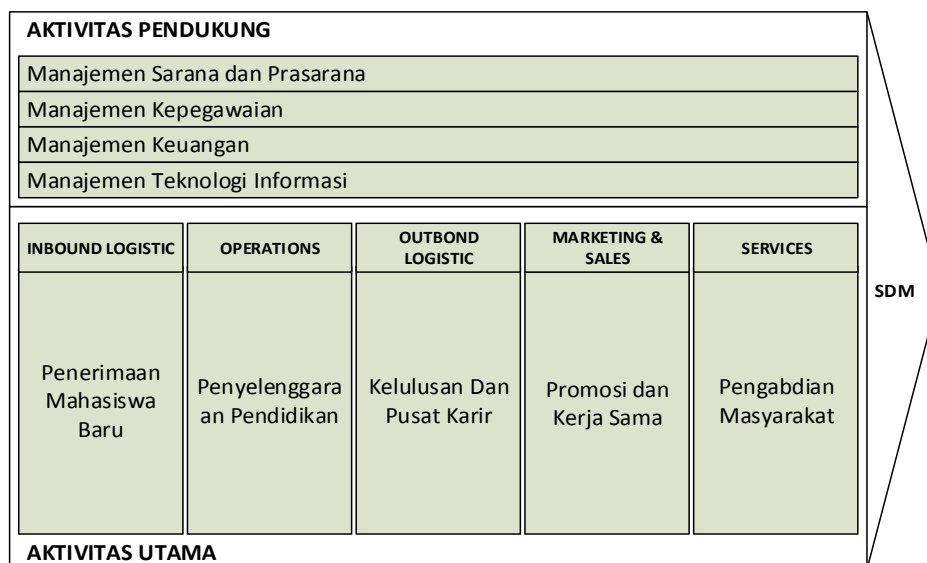 AKTIVITAS PENDUKUNG
Manajemen Sarana dan Prasarana
Manajemen Kepegawaian
Manajemen Keuangan
Manajemen Teknologi Informasi
INBOUND LOGISTIC
OPERATIONS
OUTBOND
LOGISTIC
MARKETING &
SALES
SERVICES
SDM
Penerimaan
Mahasiswa
Baru
Penyelenggara
an Pendidikan
Kelulusan Dan
Pusat Karir
Promosi dan
Kerja Sama
Pengabdian
Masyarakat
AKTIVITAS UTAMA